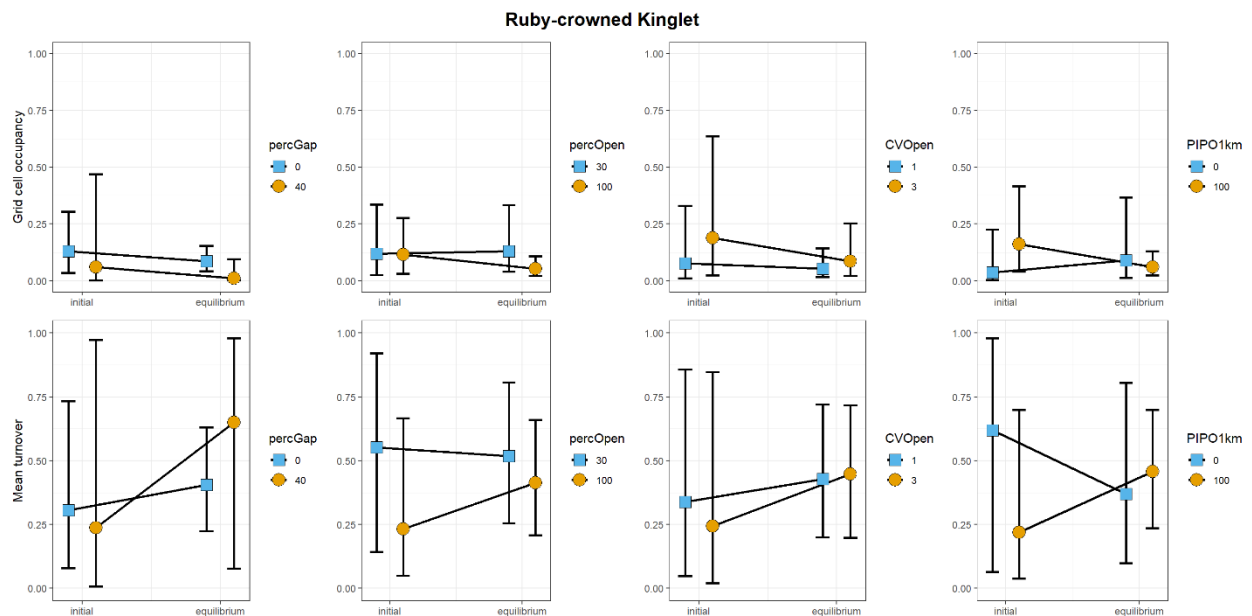 Ruby-crowned Kinglet
Grid cell occupancy
1.00
0.75
0.50
0.25
0.00
initial
equilibrium
percGap
0
40
1.00
0.75
0.50
0.25
0.00
initial
equilibrium
percOpen
30
100
1.00
0.75
0.50
0.25
0.00
initial
equilibrium
CVOpen
1
3
1.00
0.75
0.50
0.25
0.00
initial
equilibrium
PIPO1km
0
100
Mean turnover
1.00
0.75
0.50
0.25
0.00
initial
equilibrium
percGap
0
40
1.00
0.75
0.50
0.25
0.00
initial
equilibrium
percOpen
30
100
1.00
0.75
0.50
0.25
0.00
initial
equilibrium
CVOpen
1
3
1.00
0.75
0.50
0.25
0.00
initial
equilibrium
PIPO1km
0
100